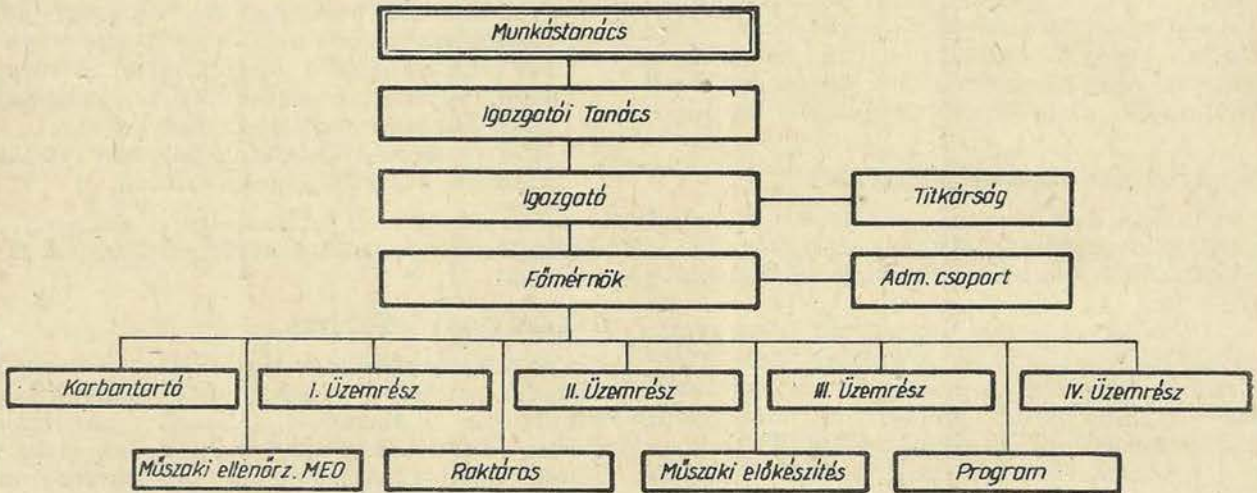 Munkástanács
Igazgatói Tanács
Igazgató
Titkárság
Főmérnök
Adm. csoport
Karbantartó
I. Üzemrész
II. Üzemrész
III. Üzemrész
IV. Üzemrész
Műszaki ellenőrz. MEO
Raktáros
Műszaki előkészítés
Program